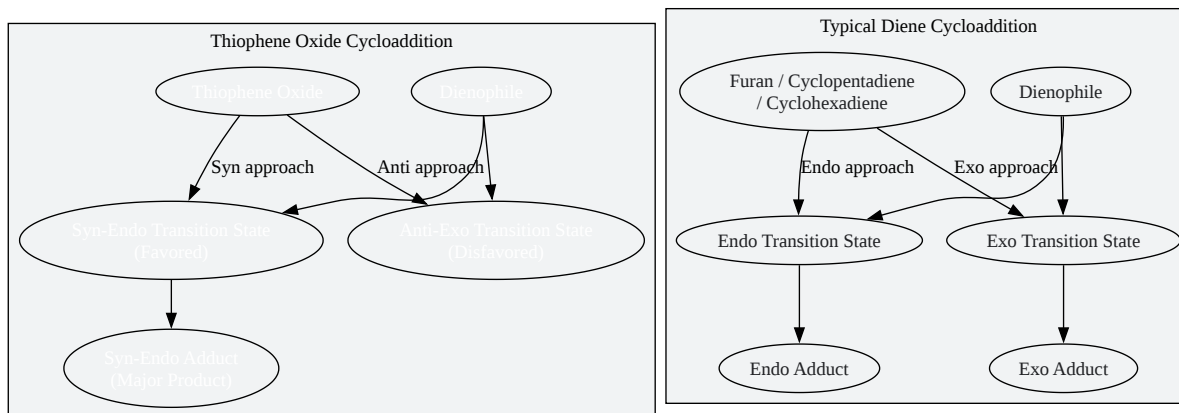 Thiophene Oxide Cycloaddition
Thiophene Oxide
Dienophile
Syn approach
Anti approach
Syn-Endo Transition State
(Favored)
Anti-Exo Transition State
(Disfavored)
Syn-Endo Adduct
(Major Product)
Typical Diene Cycloaddition
Furan / Cyclopentadiene
/ Cyclohexadiene
Dienophile
Endo approach
Exo approach
Endo Transition State
Exo Transition State
Endo Adduct
Exo Adduct